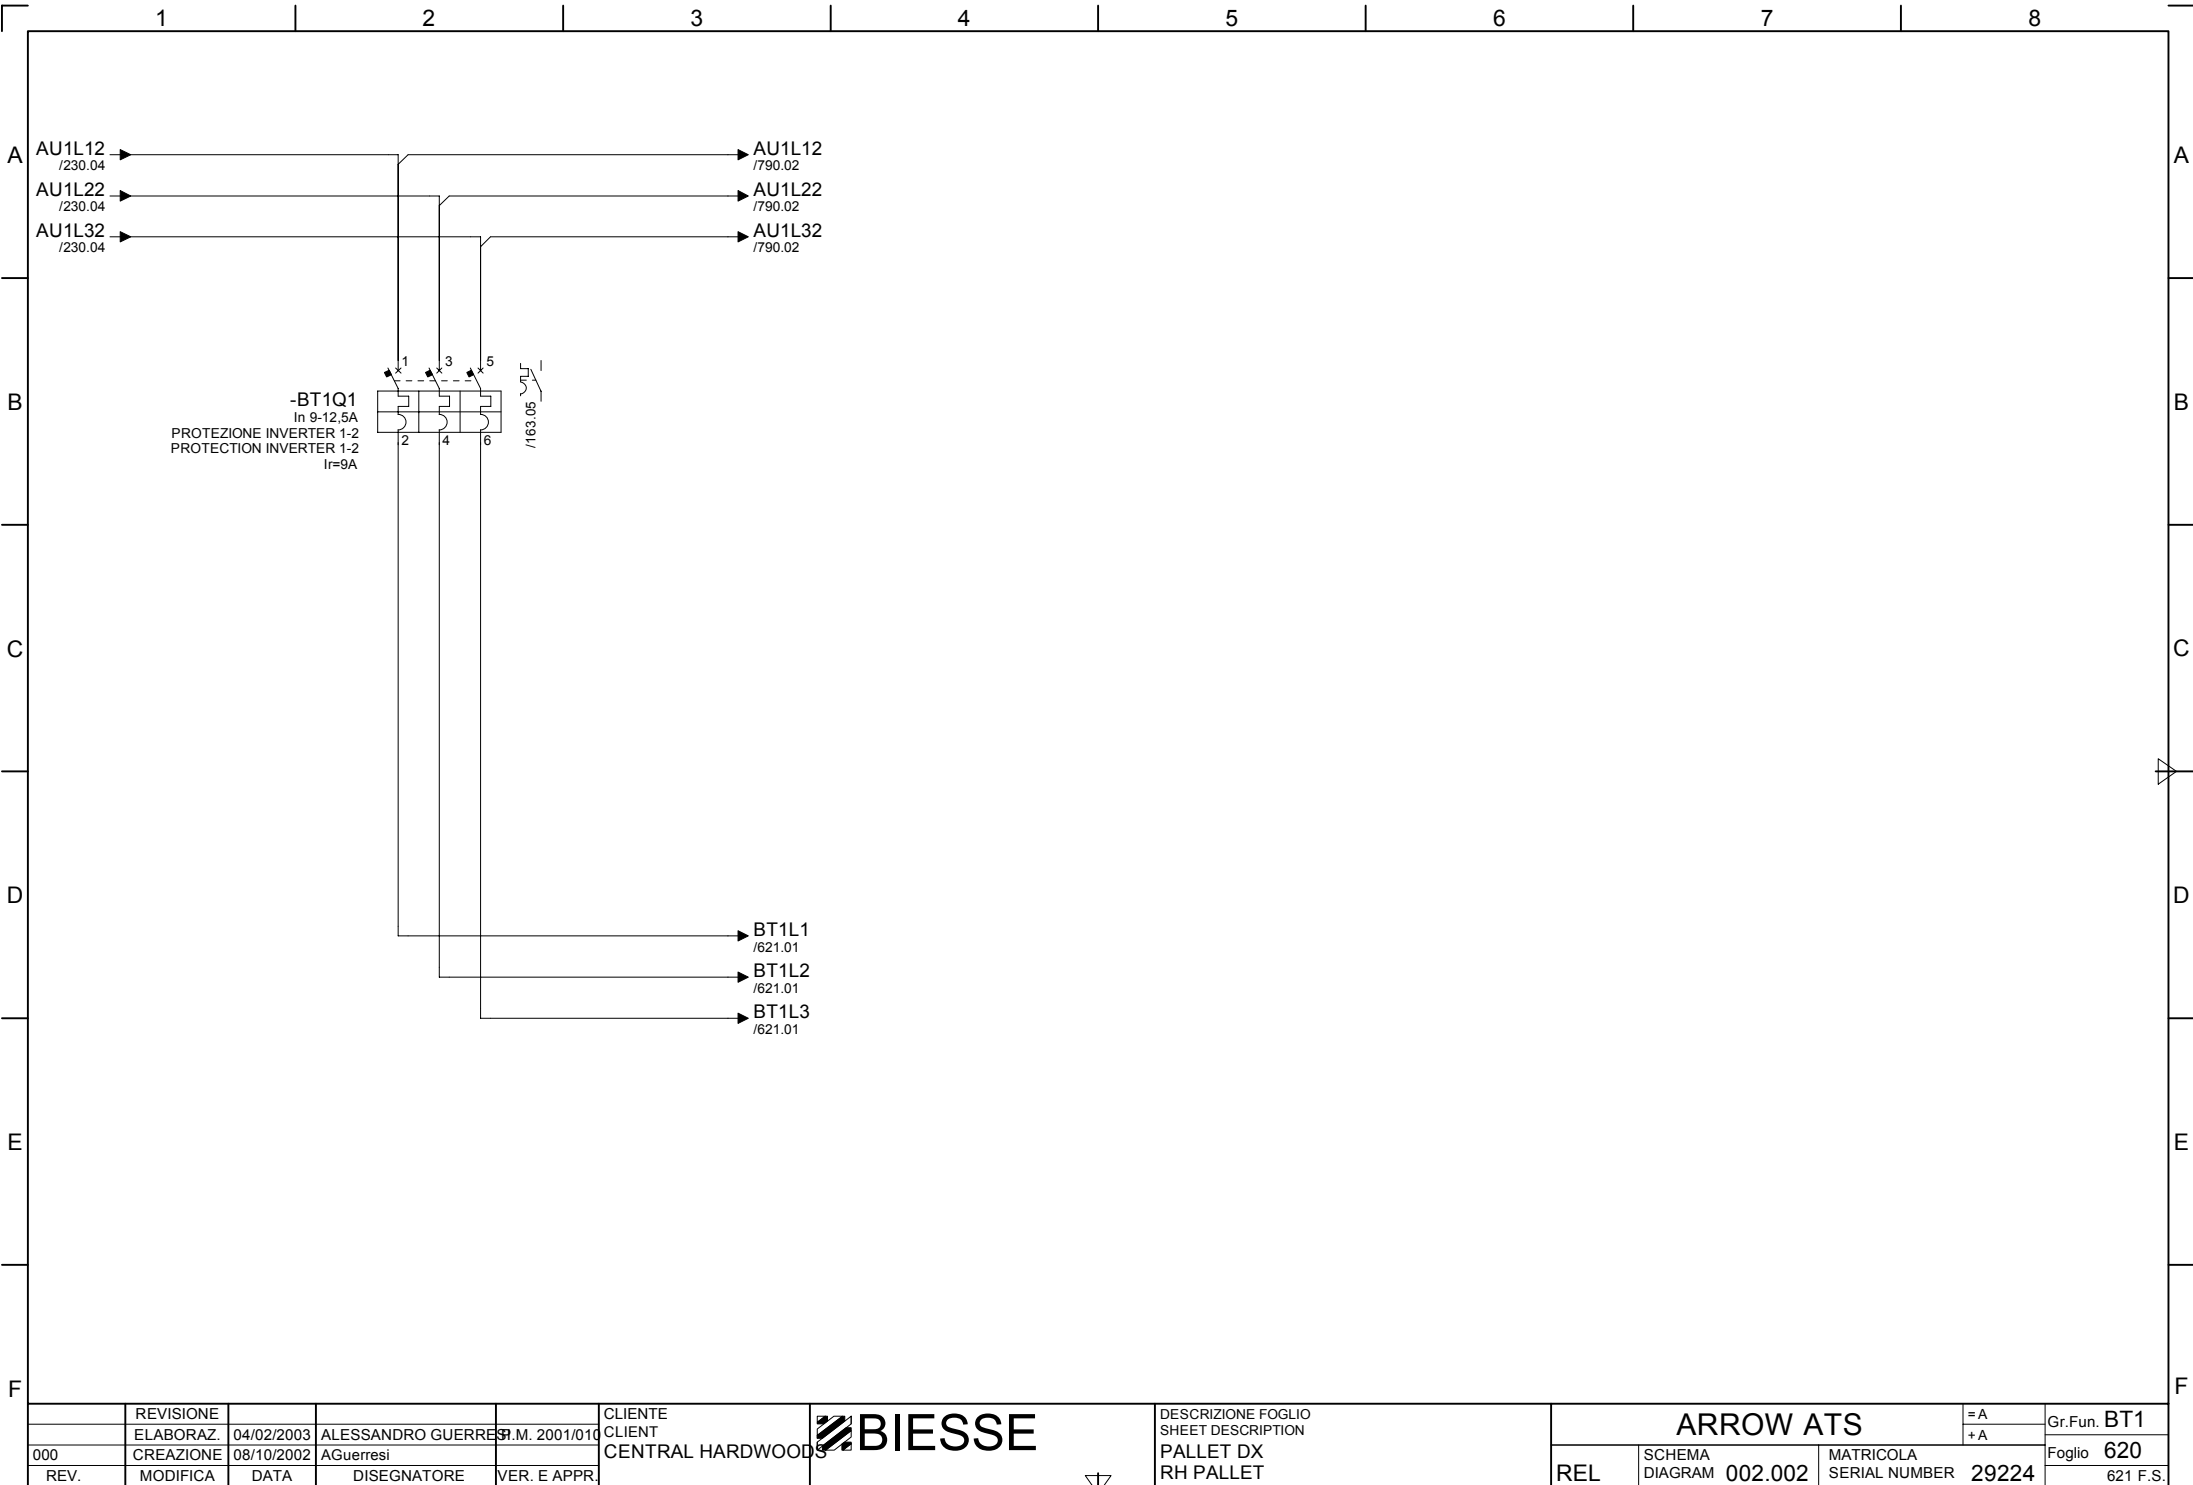 1 2 3 4 5 6 7 8
A AU1L12 AU1L12 A
/230.04 /790.02
AU1L22 AU1L22
/230.04 /790.02
AU1L32 AU1L32
/230.04 /790.02
1 3 5
B -BT1Q1 B
In 9-12,5A
PROTEZIONE INVERTER 1-2
PROTECTION INVERTER 1-2
Ir=9A
2 4 6
/163.05
C C
D D
BT1L1
/621.01
BT1L2
/621.01
BT1L3
/621.01
E E
F F
REVISIONE
ELABORAZ. 04/02/2003 ALESSANDRO GUERRESI P.M. 2001/010
000 CREAZIONE 08/10/2002 AGuerresi
REV. MODIFICA DATA DISEGNATORE VER. E APPR.
CLIENTE
CLIENT
CENTRAL HARDWOODS
BIESSE
DESCRIZIONE FOGLIO
SHEET DESCRIPTION
PALLET DX
RH PALLET
ARROW ATS
= A
+ A
REL
SCHEMA
DIAGRAM 002.002
MATRICOLA
SERIAL NUMBER 29224
Gr.Fun. BT1
Foglio 620
621 F.S.